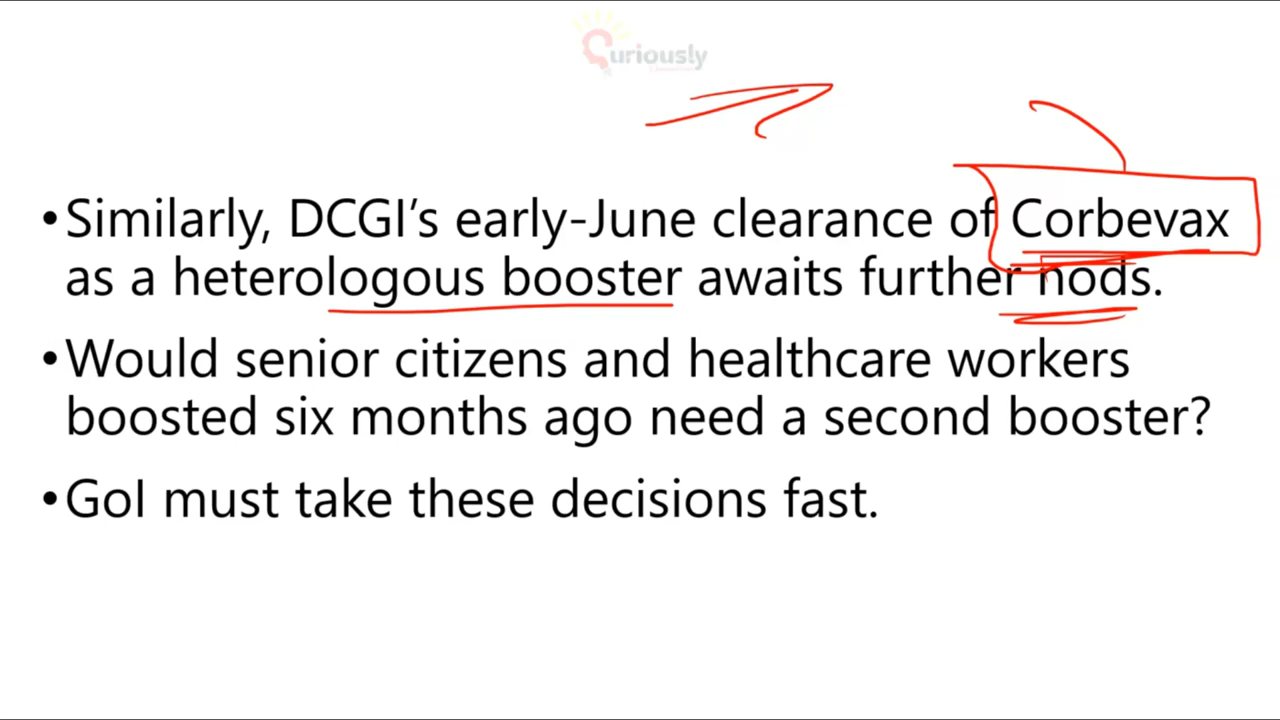 Curiously
•Similarly, DCGI’s early-June clearance of Corbevax
as a heterologous booster awaits further nods.
•Would senior citizens and healthcare workers
boosted six months ago need a second booster?
•GoI must take these decisions fast.